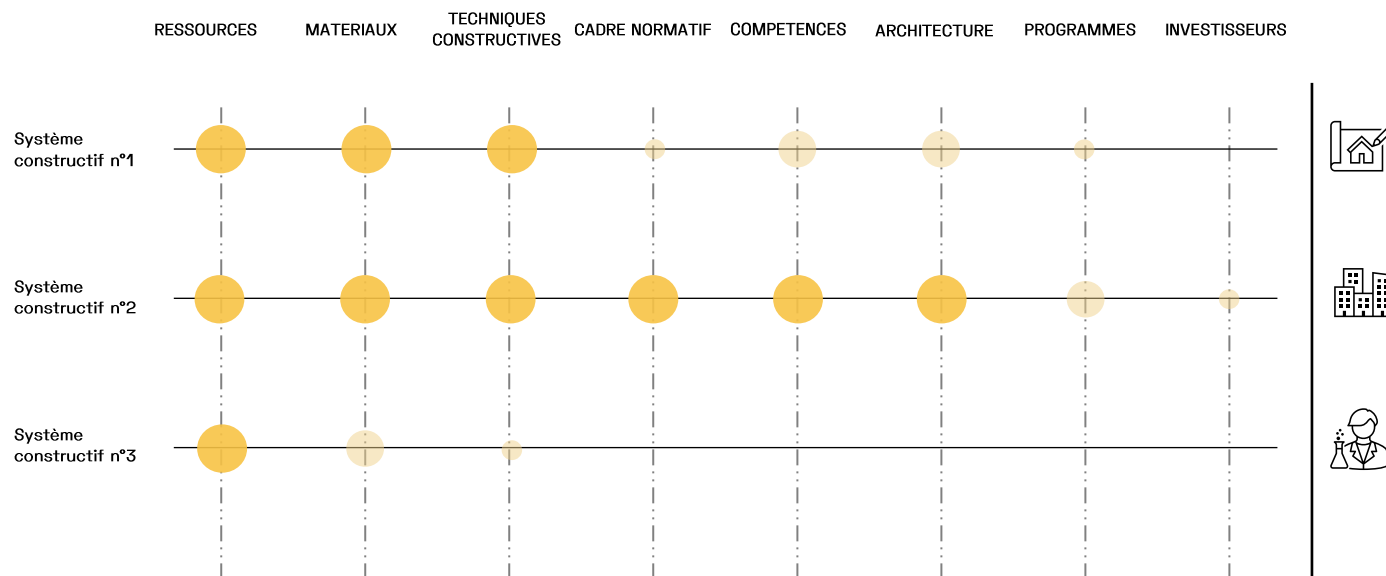 RESSOURCES
MATERIAUX
TECHNIQUES
CONSTRUCTIVES
CADRE NORMATIF
COMPETENCES
ARCHITECTURE
PROGRAMMES
INVESTISSEURS
Système
constructif n°1
Système
constructif n°2
Système
constructif n°3